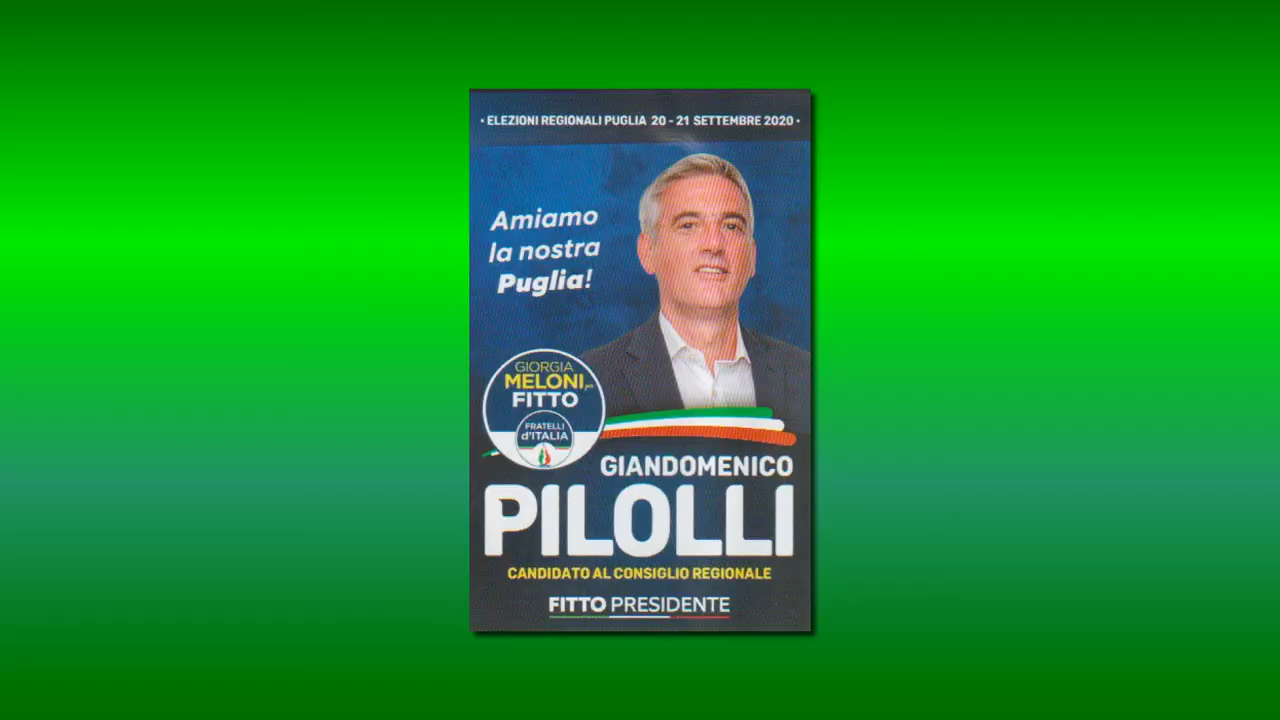 • ELEZIONI REGIONALI PUGLIA 20 - 21 SETTEMBRE 2020 •
Amiamo
la nostra
Puglia!
GIORGIA
MELONI per
FITTO
FRATELLI
d'ITALIA
GIANDOMENICO
PILOLLI
CANDIDATO AL CONSIGLIO REGIONALE
FITTO PRESIDENTE